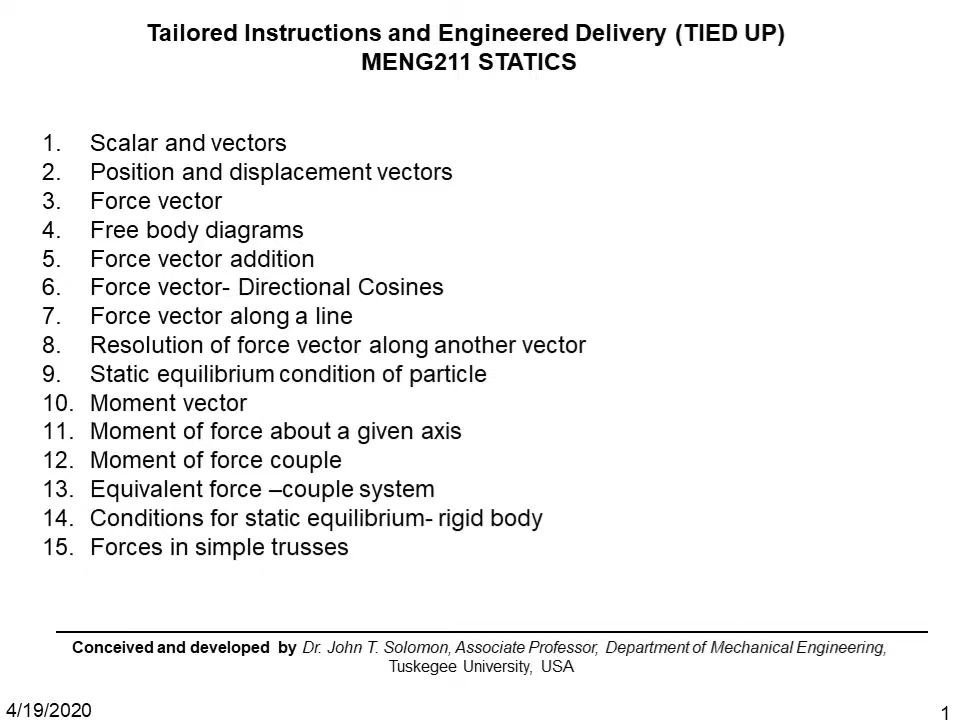 Tailored Instructions and Engineered Delivery (TIED UP)
MENG211 STATICS
1. Scalar and vectors
2. Position and displacement vectors
3. Force vector
4. Free body diagrams
5. Force vector addition
6. Force vector- Directional Cosines
7. Force vector along a line
8. Resolution of force vector along another vector
9. Static equilibrium condition of particle
10. Moment vector
11. Moment of force about a given axis
12. Moment of force couple
13. Equivalent force –couple system
14. Conditions for static equilibrium- rigid body
15. Forces in simple trusses
Conceived and developed by Dr. John T. Solomon, Associate Professor, Department of Mechanical Engineering,
Tuskegee University, USA
4/19/2020
1